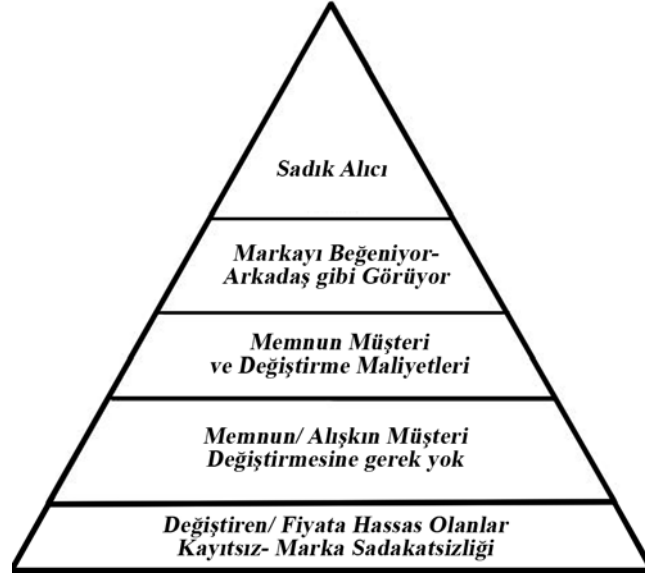 Sadık Alıcı
Markayı Beğeniyor-
Arkadaş gibi Görüyor
Memnun Müşteri
ve Değiştirme Maliyetleri
Memnun/ Alışkın Müşteri
Değiştirmesine gerek yok
Değiştiren/ Fiyata Hassas Olanlar
Kayıtsız- Marka Sadakatsizliği